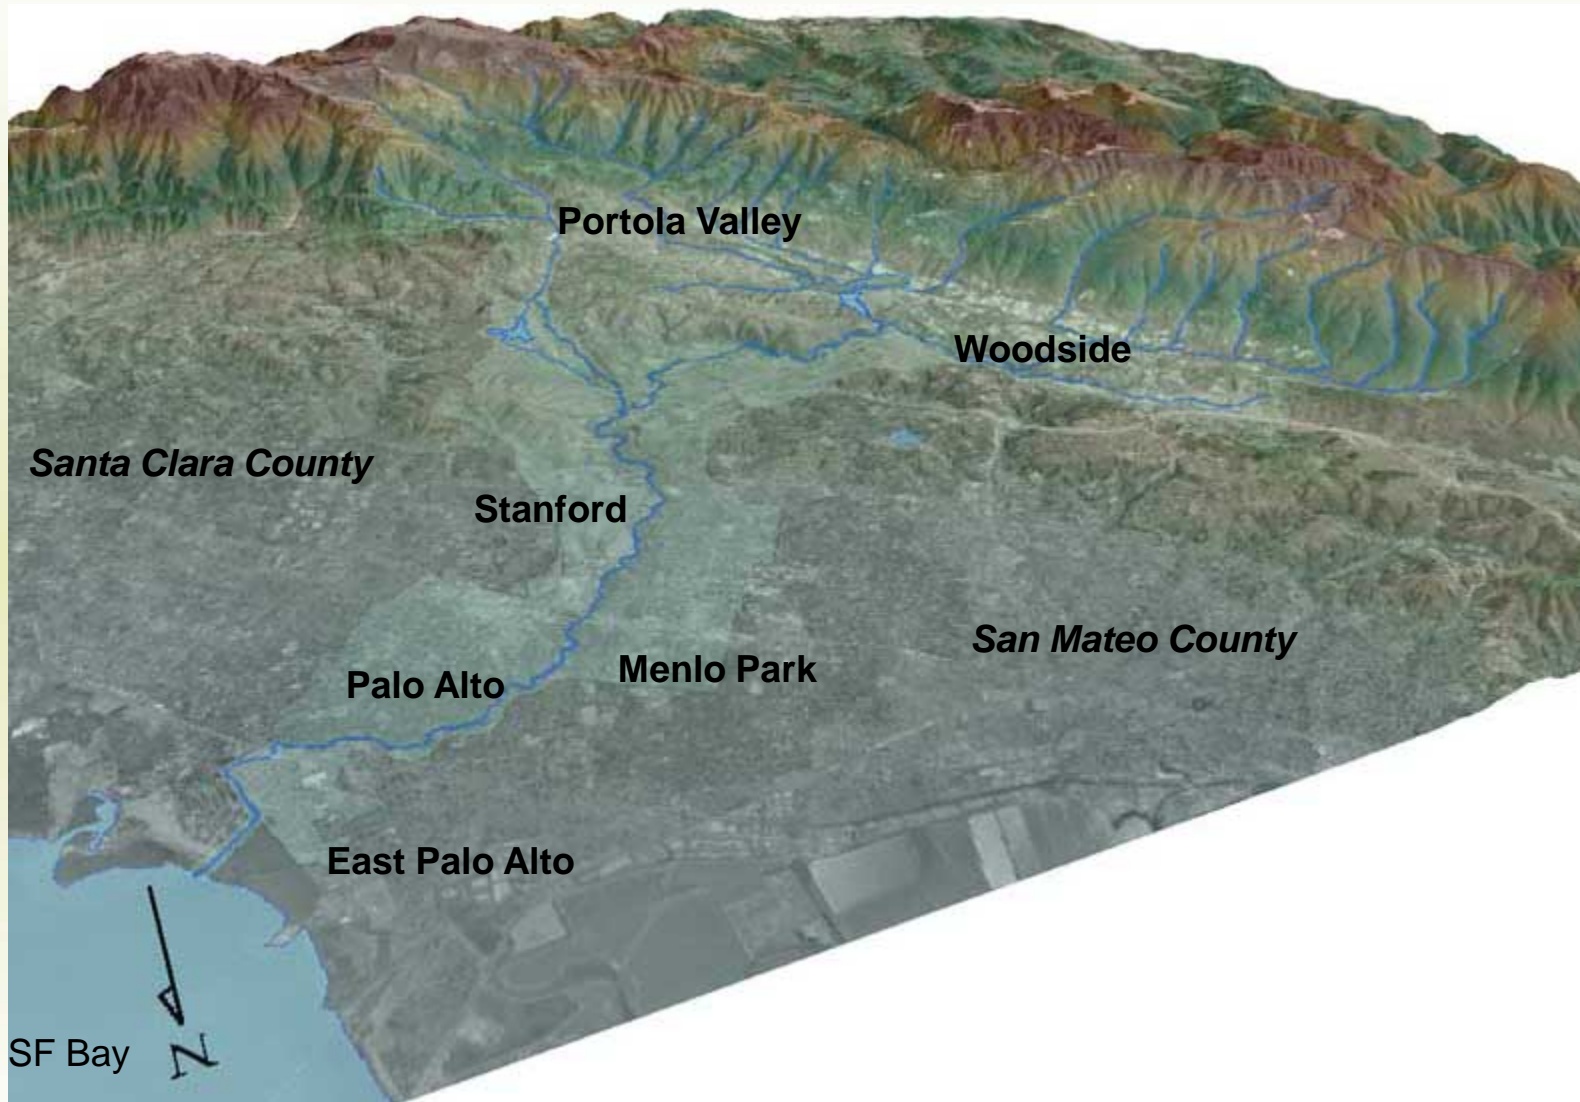 Portola Valley
Woodside
Santa Clara County
Stanford
San Mateo County
Menlo Park
Palo Alto
East Palo Alto
SF Bay
N